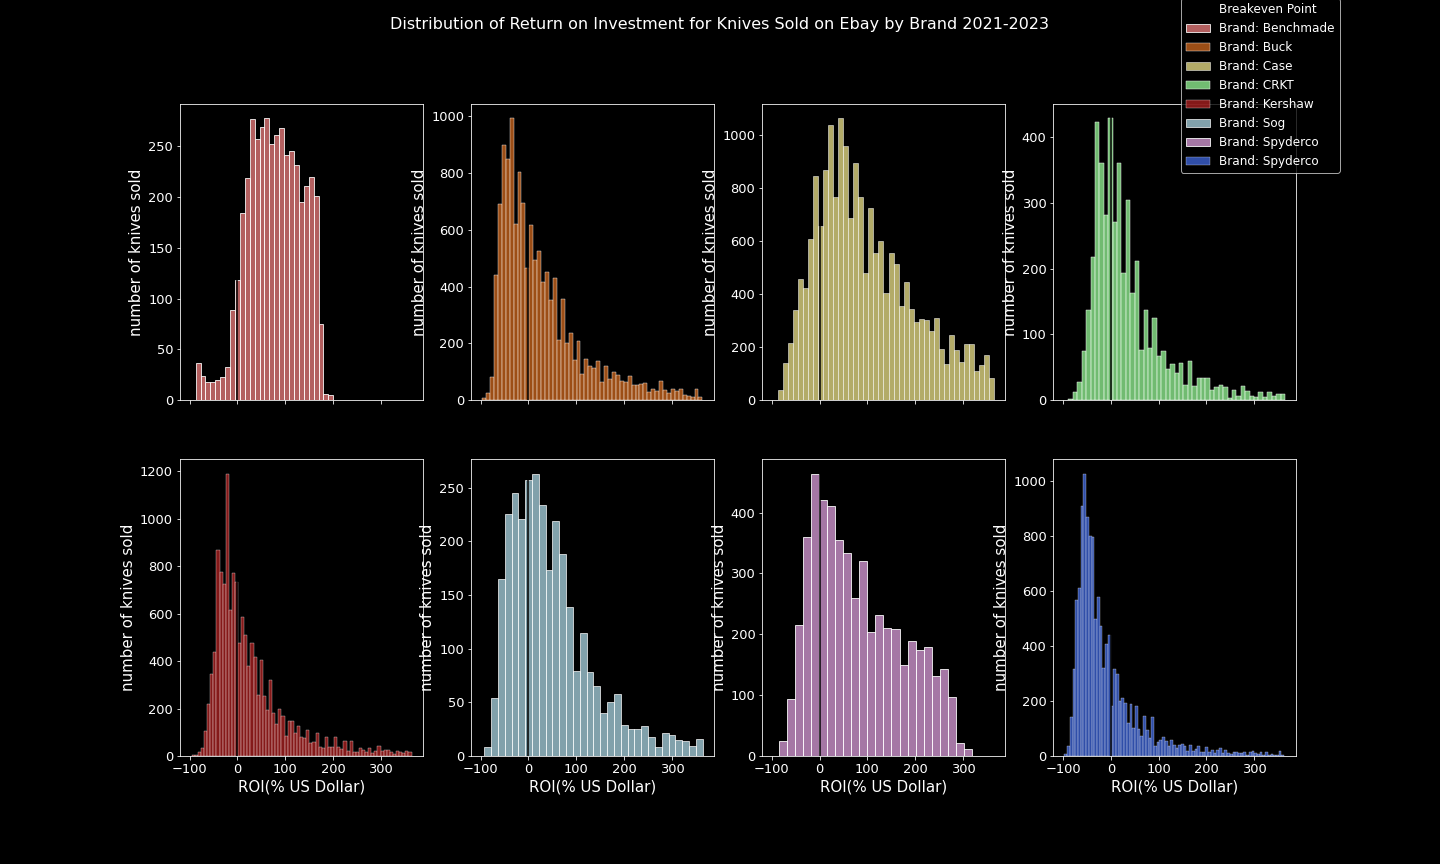 Distribution of Return on Investment for Knives Sold on Ebay by Brand 2021-2023
Breakeven Point
Brand: Benchmade
Brand: Buck
Brand: Case
Brand: CRKT
Brand: Kershaw
Brand: Sog
Brand: Spyderco
Brand: Spyderco
number of knives sold
250
200
150
100
50
0
number of knives sold
1000
800
600
400
200
0
number of knives sold
1000
800
600
400
200
0
number of knives sold
400
300
200
100
0
number of knives sold
1200
1000
800
600
400
200
0
−100 0 100 200 300
ROI(% US Dollar)
number of knives sold
250
200
150
100
50
0
−100 0 100 200 300
ROI(% US Dollar)
number of knives sold
400
300
200
100
0
−100 0 100 200 300
ROI(% US Dollar)
number of knives sold
1000
800
600
400
200
0
−100 0 100 200 300
ROI(% US Dollar)